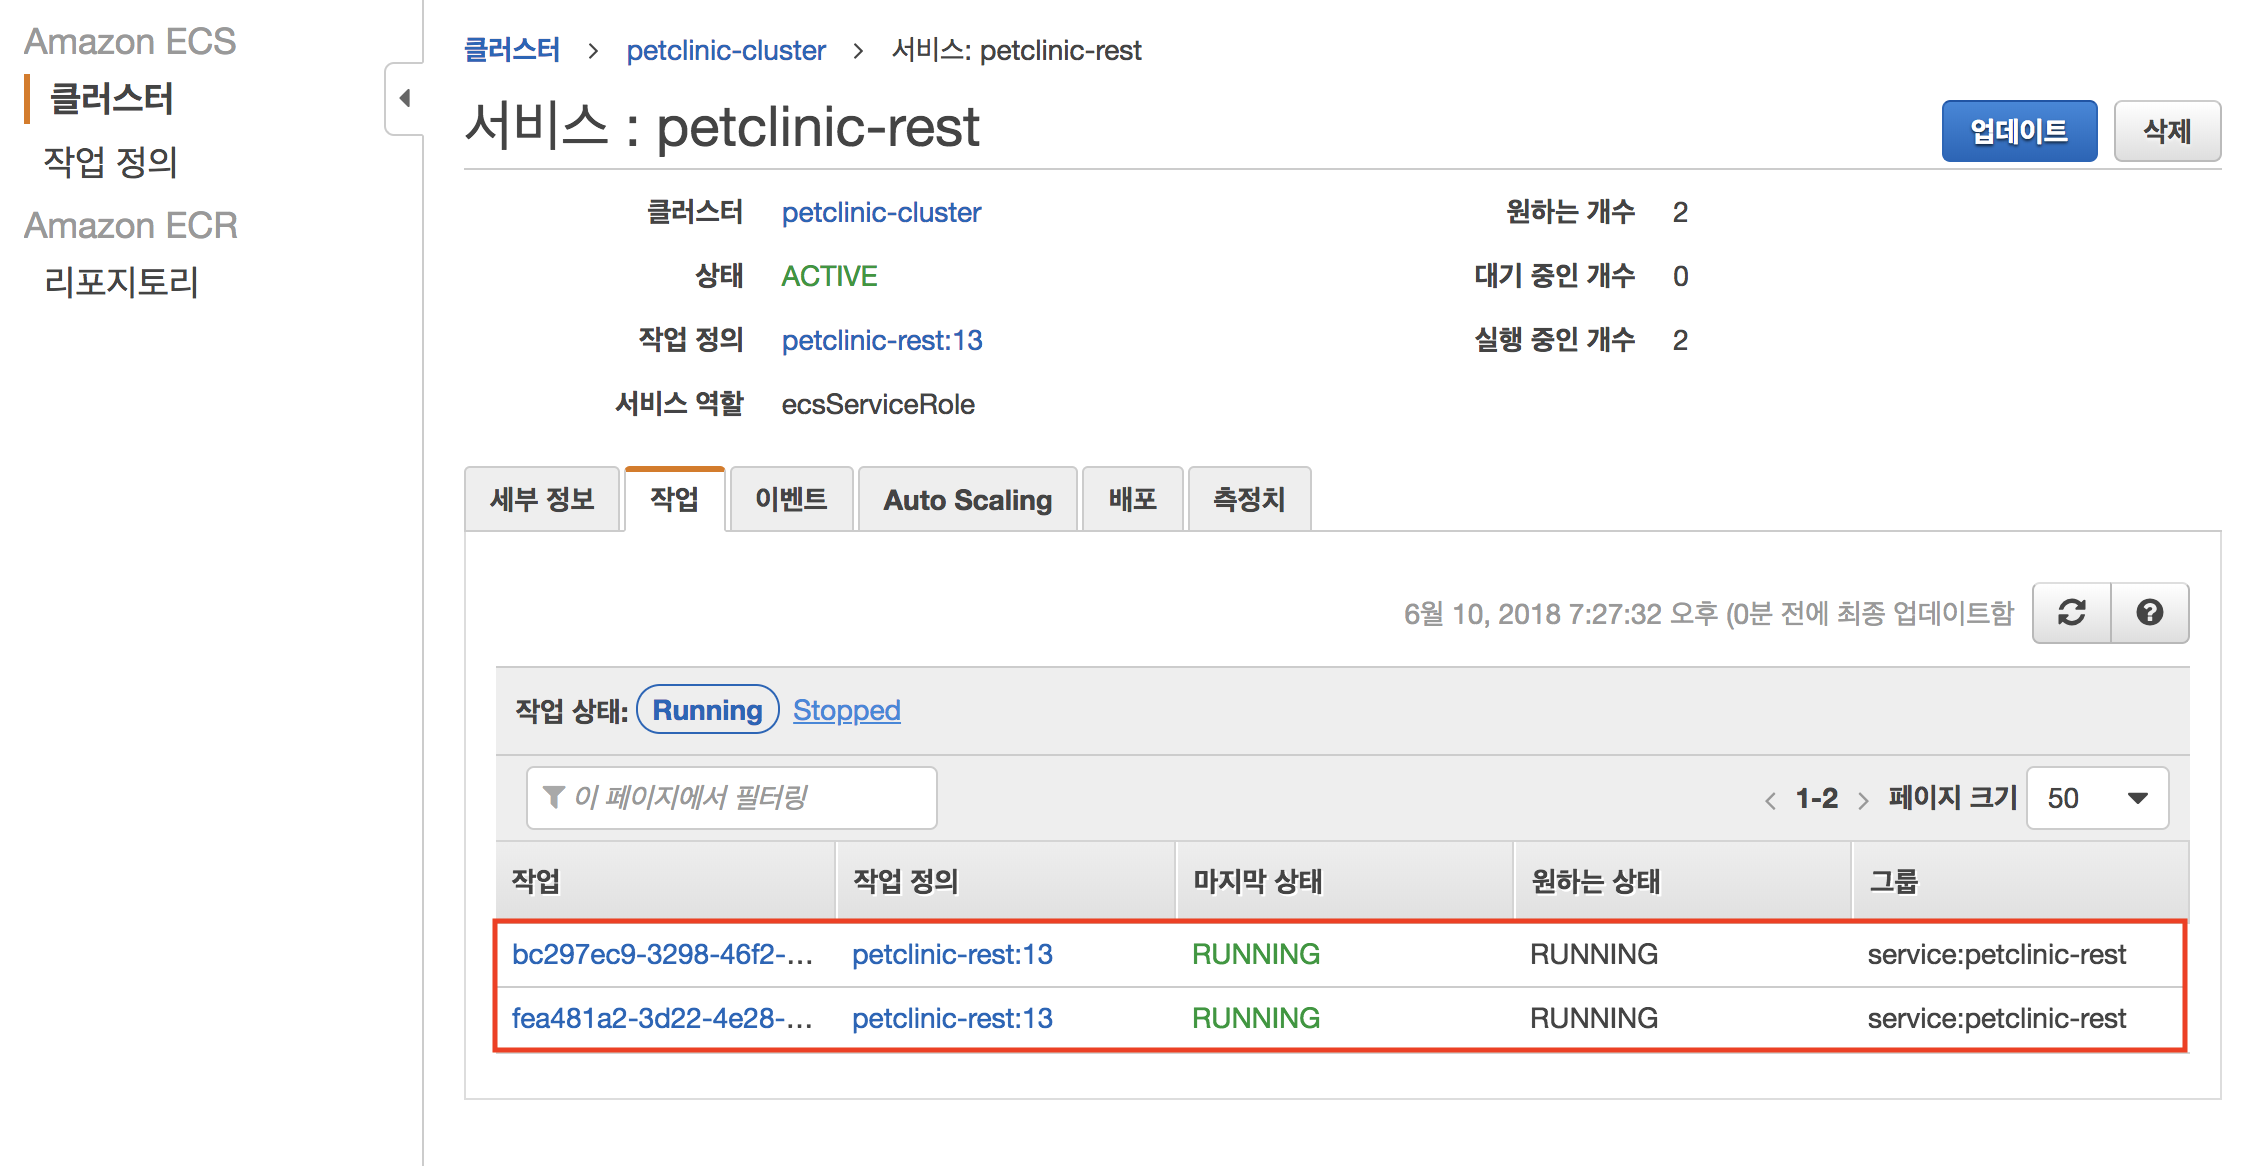 Amazon ECS
클러스터
작업 정의
Amazon ECR
리포지토리
클러스터 > petclinic-cluster > 서비스: petclinic-rest
서비스 : petclinic-rest
업데이트 삭제
클러스터 petclinic-cluster 원하는 개수 2
상태 ACTIVE 대기 중인 개수 0
작업 정의 petclinic-rest:13 실행 중인 개수 2
서비스 역할 ecsServiceRole
세부 정보 작업 이벤트 Auto Scaling 배포 측정치
6월 10, 2018 7:27:32 오후 (0분 전에 최종 업데이트함
작업 상태: Running Stopped
이 페이지에서 필터링 < 1-2 > 페이지 크기 50
작업 작업 정의 마지막 상태 원하는 상태 그룹
bc297ec9-3298-46f2-... petclinic-rest:13 RUNNING RUNNING service:petclinic-rest
fea481a2-3d22-4e28-... petclinic-rest:13 RUNNING RUNNING service:petclinic-rest